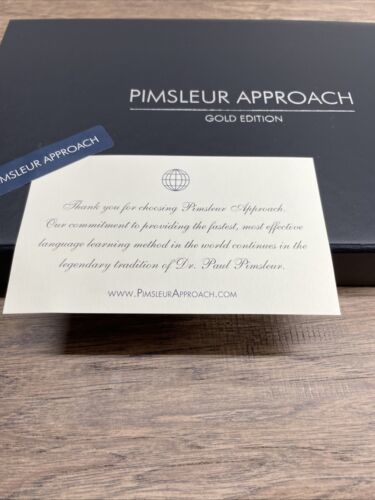 PIMSLEUR APPROACH
GOLD EDITION
IMSLEUR APPROACH
Thank you for choosing Pimsleur Approach.
Our commitment to providing the fastest, most effective
language learning method in the world continues in the
legendary tradition of Dr. Paul Pimsleur.
WWW.PIMSLEURAPPROACH.COM